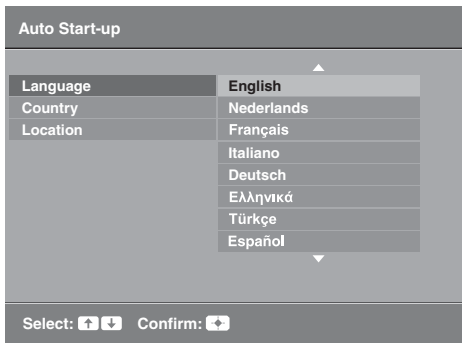 Auto Start-up
Language English
Country Nederlands
Location Français
Italiano
Deutsch
Ελληνικά
Türkçe
Español
Select: Confirm: